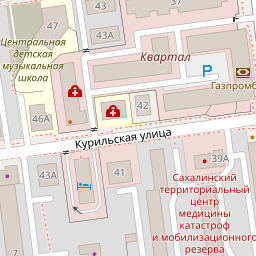 47
43
43А
Центральная
детская
музыкальная
школа
Квартал
Р
Газпромб
42
46А
Курильская улица
43А
41
39А
Сахалинский
территориальный
центр
медицины
катастроф
и мобилизационного
резерва